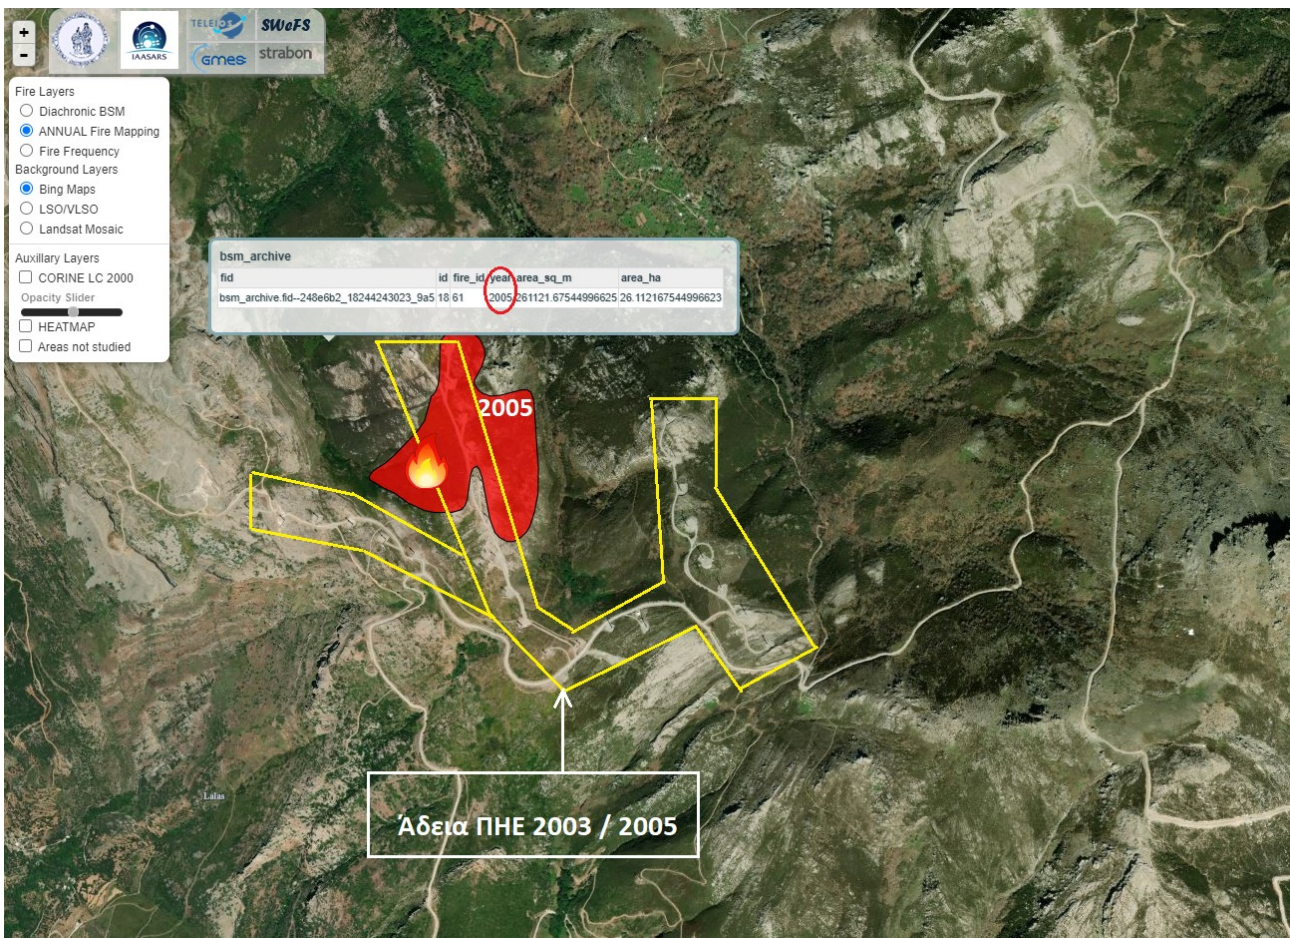 +
-
IAASARS
TELEIOS
SWeFS
Gmes
strabon
Fire Layers
Diachronic BSM
ANNUAL Fire Mapping
Fire Frequency
Background Layers
Bing Maps
LSO/VLSO
Landsat Mosaic
Auxillary Layers
CORINE LC 2000
Opacity Slider
HEATMAP
Areas not studied
bsm_archive
fid id fire_id year area_sq_m area_ha
bsm_archive.fid--248e6b2_18244243023_9a5 18 61 2005 261121.67544996625 26.112167544996623
2005
Lalas
Άδεια ΠΗΕ 2003 / 2005